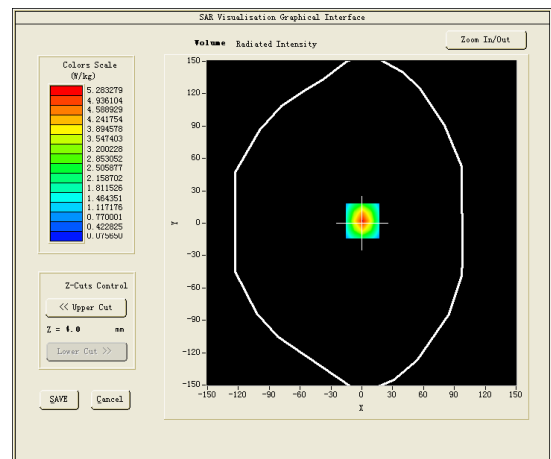 SAR Visualisation Graphical Interface
Volume Radiated Intensity
Zoom In/Out
Colors Scale
(W/kg)
5.283279
4.936104
4.588929
4.241754
3.894578
3.547403
3.200228
2.853052
2.505877
2.158702
1.811526
1.464351
1.117176
0.770001
0.422825
0.075650
Z-Cuts Control
<< Upper Cut
Z = 4.0 mm
Lower Cut >>
SAVE Cancel
150
120
90
60
30
0
-30
-60
-90
-120
-150
Y
-150 -120 -90 -60 -30 0 30 60 90 120 150
X